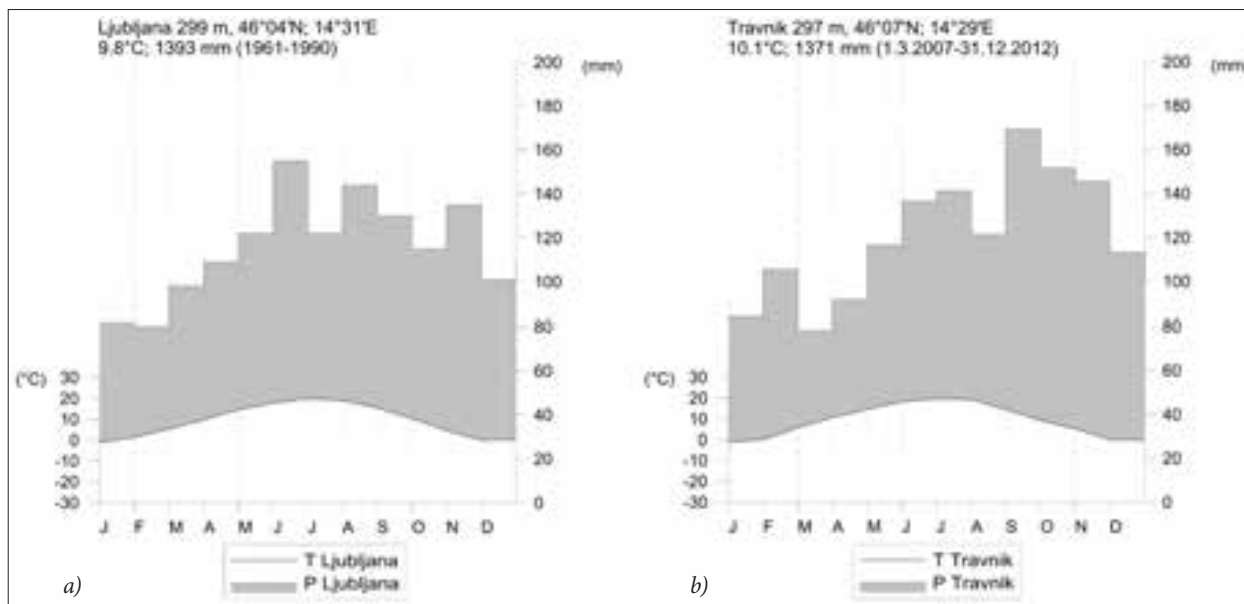 Ljubljana 299 m, 46°04'N; 14°31'E
9.8°C; 1393 mm (1961-1990)
200 (mm)
180
160
140
120
100
80
60
40
20
0
(°C) 30
20
10
0
-10
-20
-30
J F M A M J J A S O N D
T Ljubljana
P Ljubljana
a)
Travnik 297 m, 46°07'N; 14°29'E
10.1°C; 1371 mm (1.3.2007-31.12.2012)
200 (mm)
180
160
140
120
100
80
60
40
20
0
(°C) 30
20
10
0
-10
-20
-30
J F M A M J J A S O N D
T Travnik
P Travnik
b)